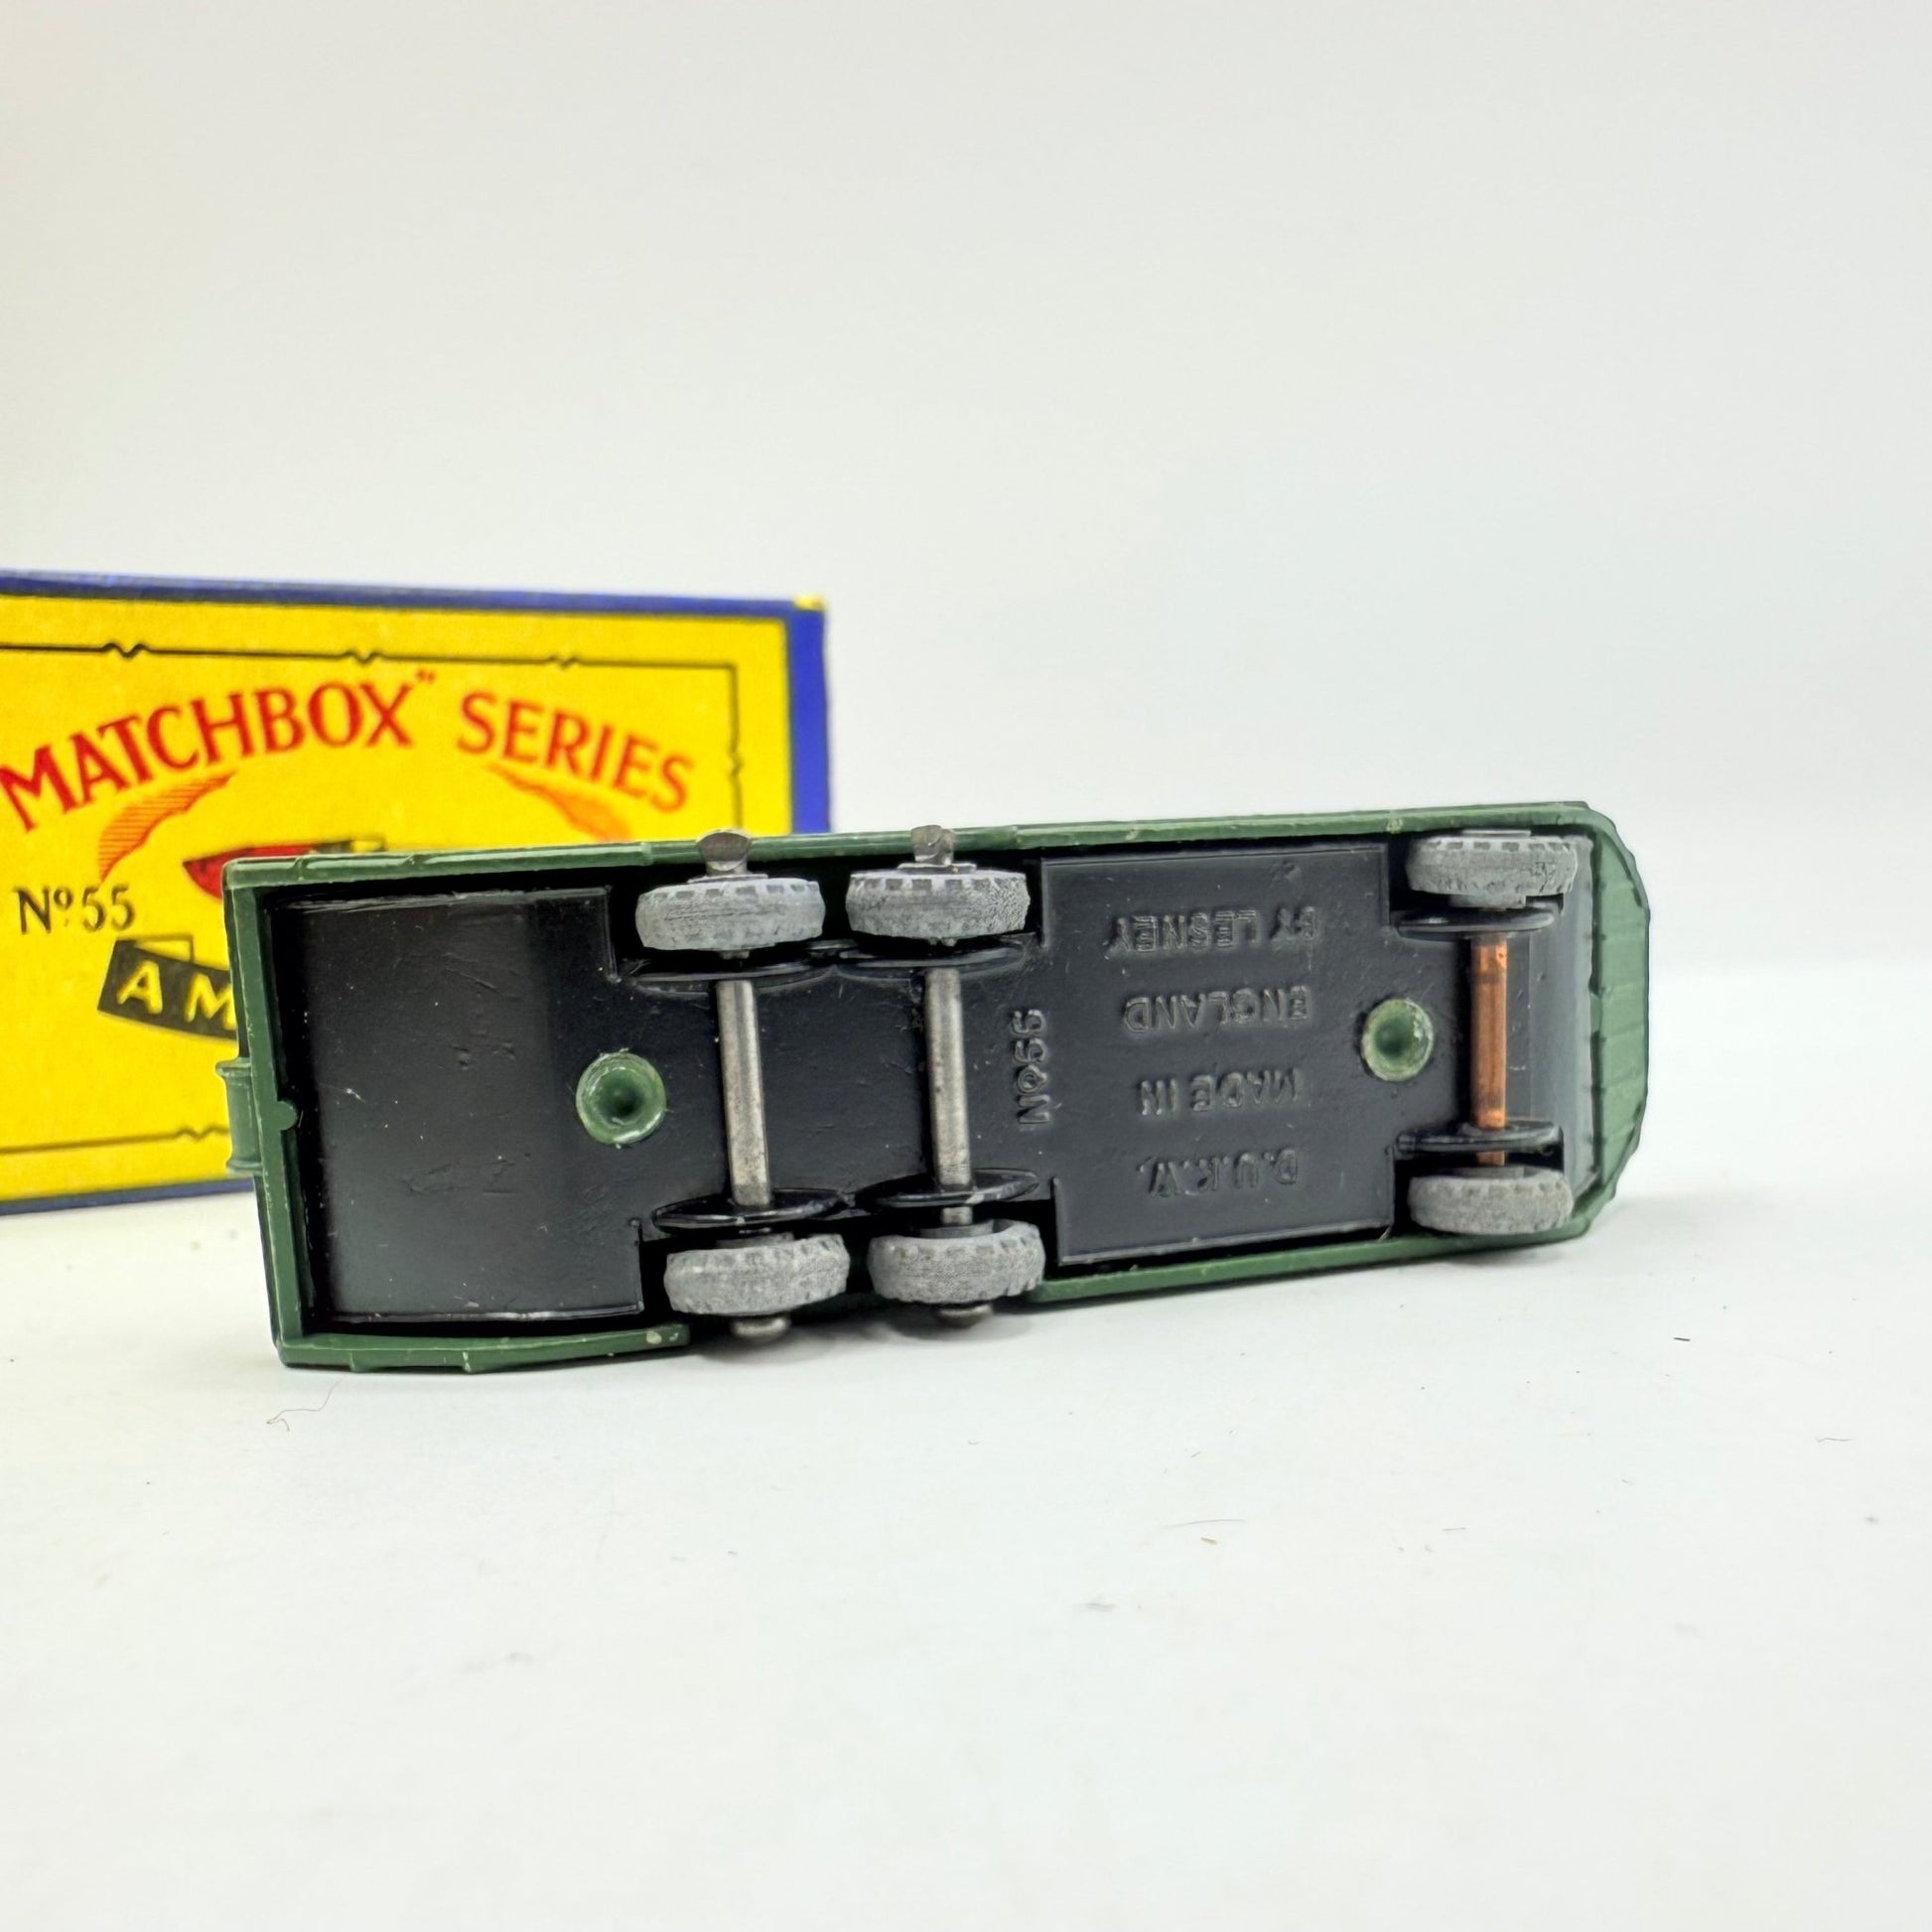 MATCHBOX" SERIES
Nº55
AM
D.U.K.W.
MADE IN
ENGLAND
BY LESNEY
Nº55